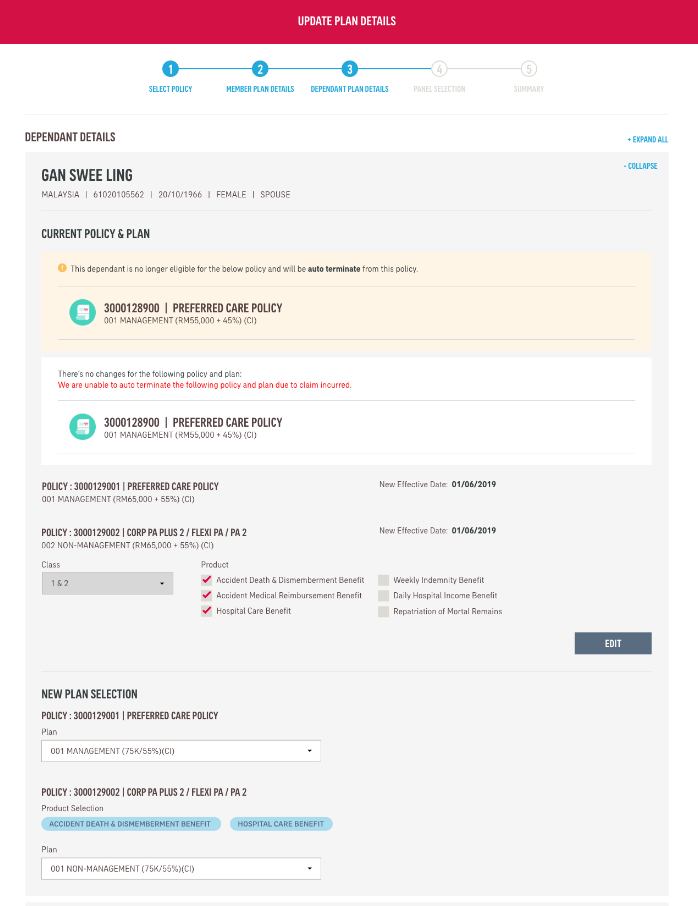 UPDATE PLAN DETAILS
1 2 3 4 5
SELECT POLICY MEMBER PLAN DETAILS DEPENDANT PLAN DETAILS PANEL SELECTION SUMMARY
DEPENDANT DETAILS
+ EXPAND ALL
- COLLAPSE
GAN SWEE LING
MALAYSIA | 61020105562 | 20/10/1966 | FEMALE | SPOUSE
CURRENT POLICY & PLAN
! This dependant is no longer eligible for the below policy and will be auto terminate from this policy.
3000128900 | PREFERRED CARE POLICY
001 MANAGEMENT (RM55,000 + 45%) (CI)
There's no changes for the following policy and plan:
We are unable to auto terminate the following policy and plan due to claim incurred.
3000128900 | PREFERRED CARE POLICY
001 MANAGEMENT (RM55,000 + 45%) (CI)
POLICY : 3000129001 | PREFERRED CARE POLICY New Effective Date: 01/06/2019
001 MANAGEMENT (RM65,000 + 55%) (CI)
POLICY : 3000129002 | CORP PA PLUS 2 / FLEXI PA / PA 2 New Effective Date: 01/06/2019
002 NON-MANAGEMENT (RM65,000 + 55%) (CI)
Class Product
1 & 2 Accident Death & Dismemberment Benefit Weekly Indemnity Benefit
Accident Medical Reimbursement Benefit Daily Hospital Income Benefit
Hospital Care Benefit Repatriation of Mortal Remains
EDIT
NEW PLAN SELECTION
POLICY : 3000129001 | PREFERRED CARE POLICY
Plan
001 MANAGEMENT (75K/55%)(CI)
POLICY : 3000129002 | CORP PA PLUS 2 / FLEXI PA / PA 2
Product Selection
ACCIDENT DEATH & DISMEMBERMENT BENEFIT HOSPITAL CARE BENEFIT
Plan
001 NON-MANAGEMENT (75K/55%)(CI)